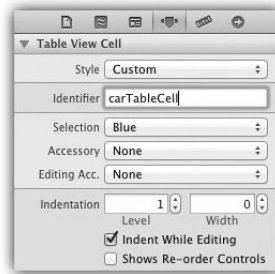 Table View Cell
Style Custom
Identifier carTableCell
Selection Blue
Accessory None
Editing Acc. None
Indentation 1 0
Level Width
Indent While Editing
Shows Re-order Controls